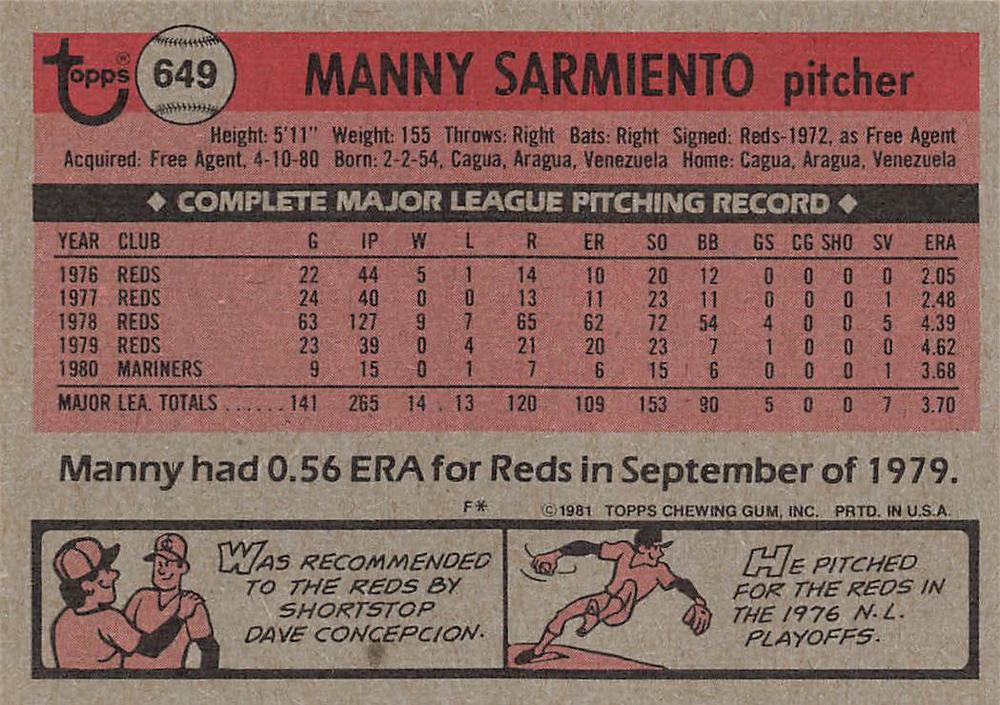 topps®
649
MANNY SARMIENTO pitcher
Height: 5'11" Weight: 155 Throws: Right Bats: Right Signed: Reds-1972, as Free Agent
Acquired: Free Agent, 4-10-80 Born: 2-2-54, Cagua, Aragua, Venezuela Home: Cagua, Aragua, Venezuela
◆ COMPLETE MAJOR LEAGUE PITCHING RECORD ◆
YEAR CLUB G IP W L R ER SO BB GS CG SHO SV ERA
1976 REDS 22 44 5 1 14 10 20 12 0 0 0 0 2.05
1977 REDS 24 40 0 0 13 11 23 11 0 0 0 1 2.48
1978 REDS 63 127 9 7 65 62 72 54 4 0 0 5 4.39
1979 REDS 23 39 0 4 21 20 23 7 1 0 0 0 4.62
1980 MARINERS 9 15 0 1 7 6 15 6 0 0 0 1 3.68
MAJOR LEA. TOTALS ...... 141 265 14 13 120 109 153 90 5 0 0 7 3.70
Manny had 0.56 ERA for Reds in September of 1979.
F* ©1981 TOPPS CHEWING GUM, INC. PRTD. IN U.S.A.
C
WAS RECOMMENDED
TO THE REDS BY
SHORTSTOP
DAVE CONCEPCION.
HE PITCHED
FOR THE REDS IN
THE 1976 N.L.
PLAYOFFS.